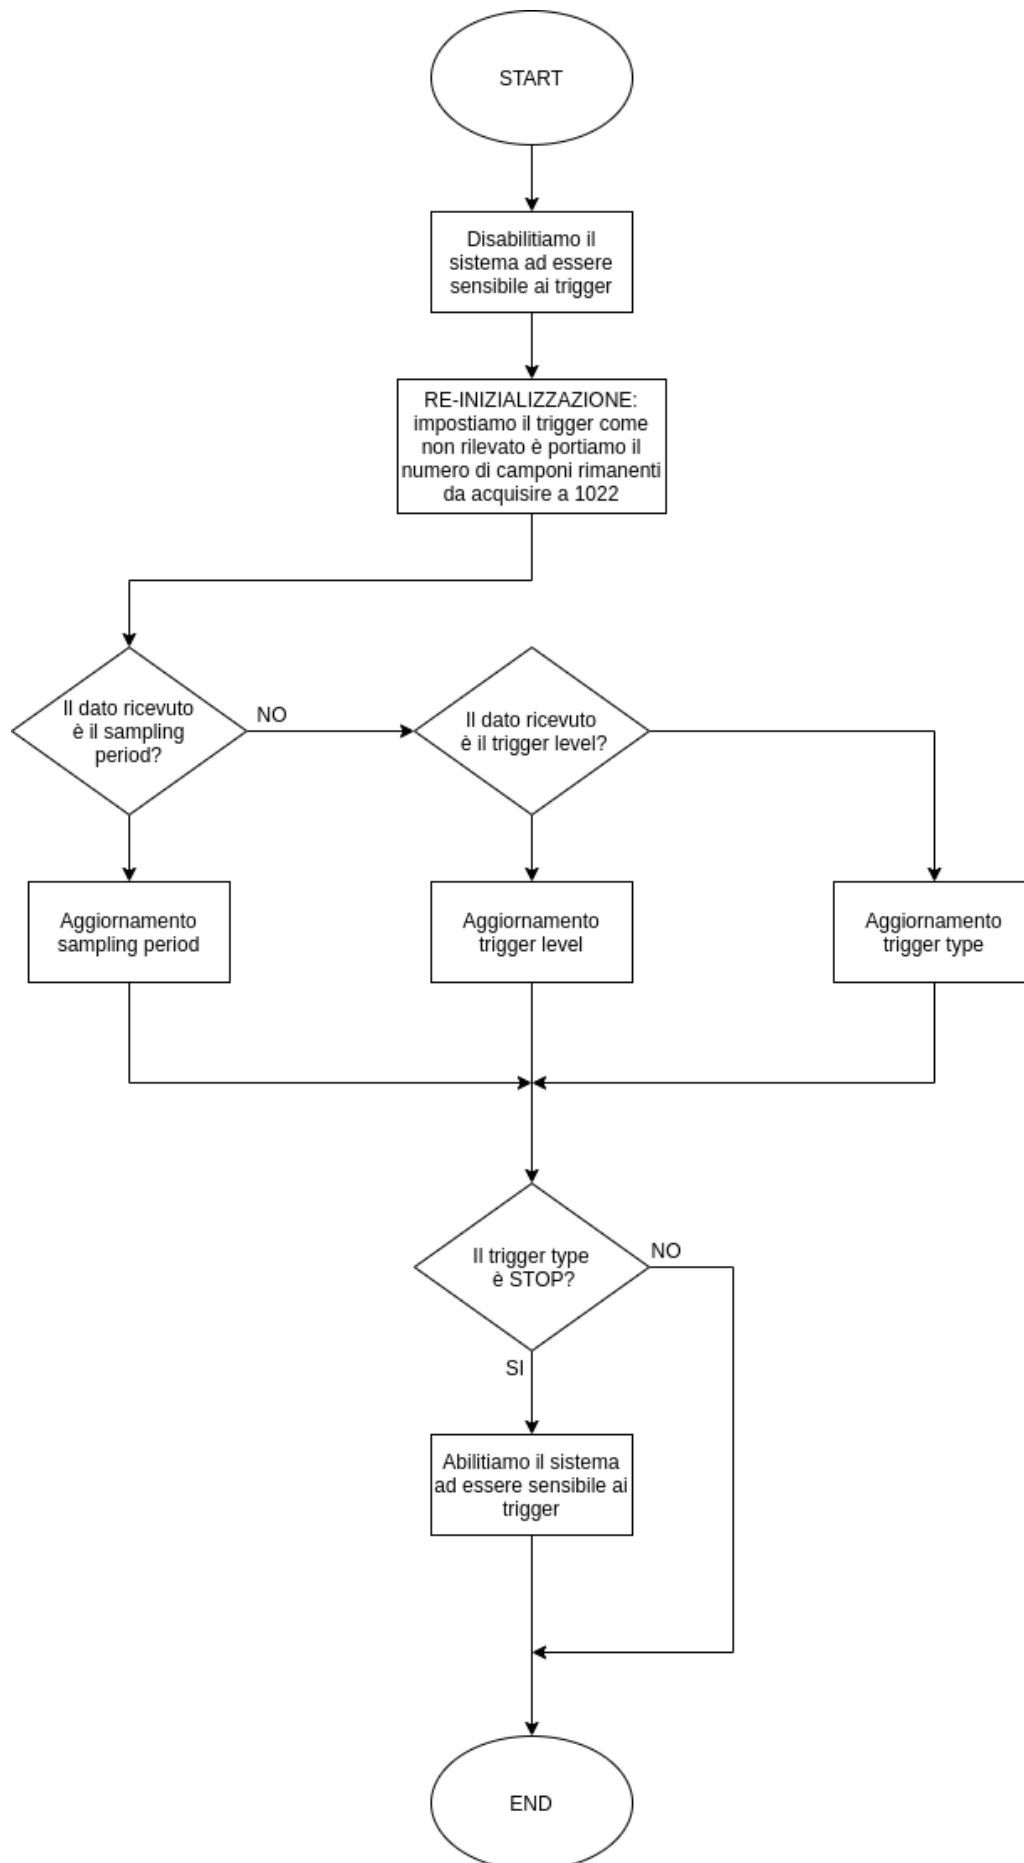 START
Disabilitiamo il
sistema ad essere
sensibile ai trigger
RE-INIZIALIZZAZIONE:
impostiamo il trigger come
non rilevato è portiamo il
numero di camponi rimanenti
da acquisire a 1022
Il dato ricevuto
è il sampling
period?
NO
Il dato ricevuto
è il trigger level?
Aggiornamento
sampling period
Aggiornamento
trigger level
Aggiornamento
trigger type
Il trigger type
è STOP?
NO
SI
Abilitiamo il sistema
ad essere sensibile ai
trigger
END